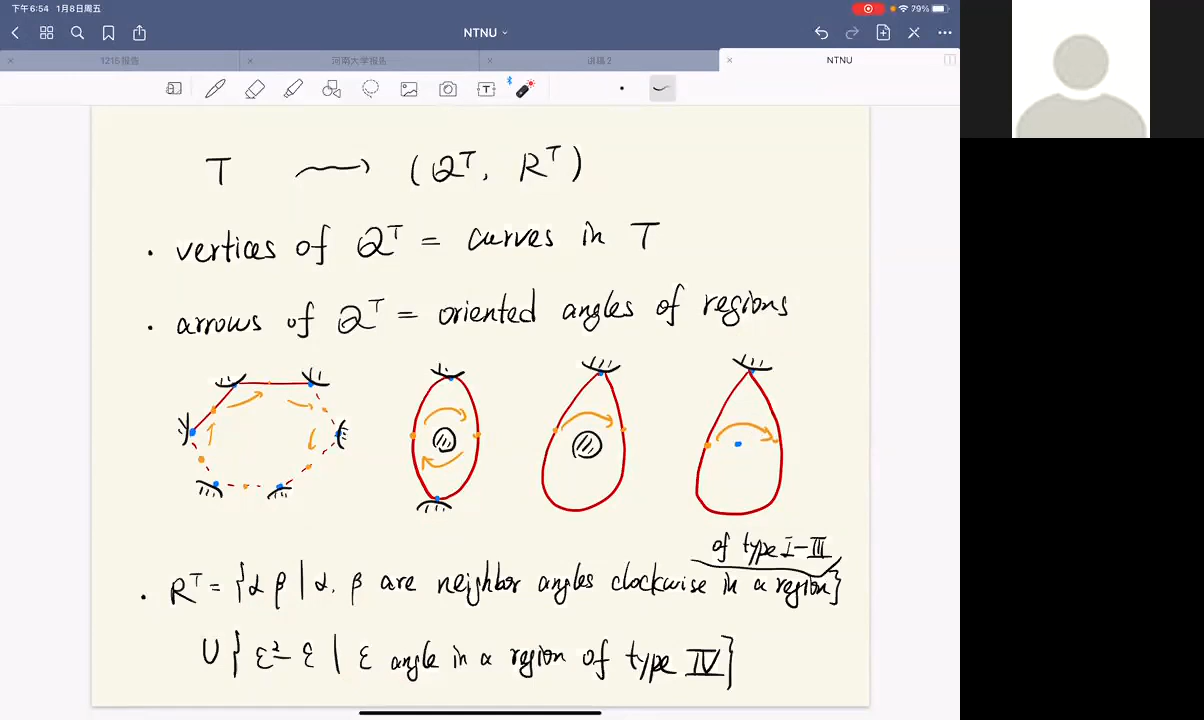 下午6:54 1月8日周五
79%
NTNU
1215报告
河南大学报告
讲稿2
NTNU
T ⟶ (Q^T, R^T)
· vertices of Q^T = curves in T
· arrows of Q^T = oriented angles of regions
of type I–III
· R^T = {αβ | α, β are neighbor angles clockwise in a region}
∪ {ε²-ε | ε angle in a region of type IV}